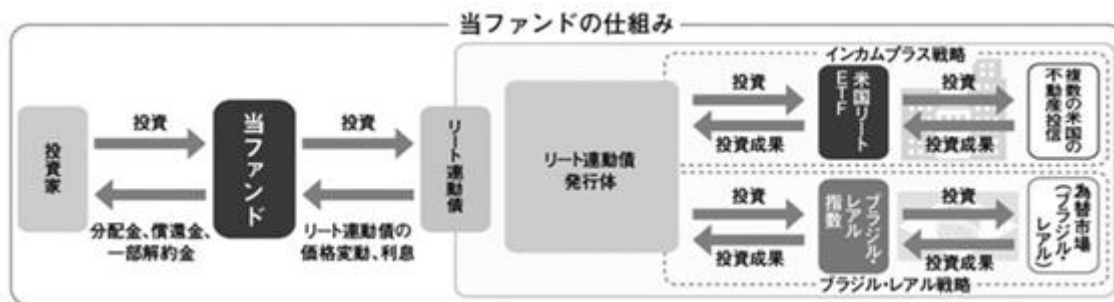 当ファンドの仕組み
投資家
投資
分配金、償還金、
一部解約金
当ファンド
投資
リート連動債の
価格変動、利息
リート連動債
リート連動債
発行体
インカムプラス戦略
投資
投資成果
米国リート
ETF
投資
投資成果
複数の米国の
不動産投信
投資
投資成果
ブラジル・
レアル
指数
投資
投資成果
為替市場
(ブラジル・
レアル)
ブラジル・レアル戦略